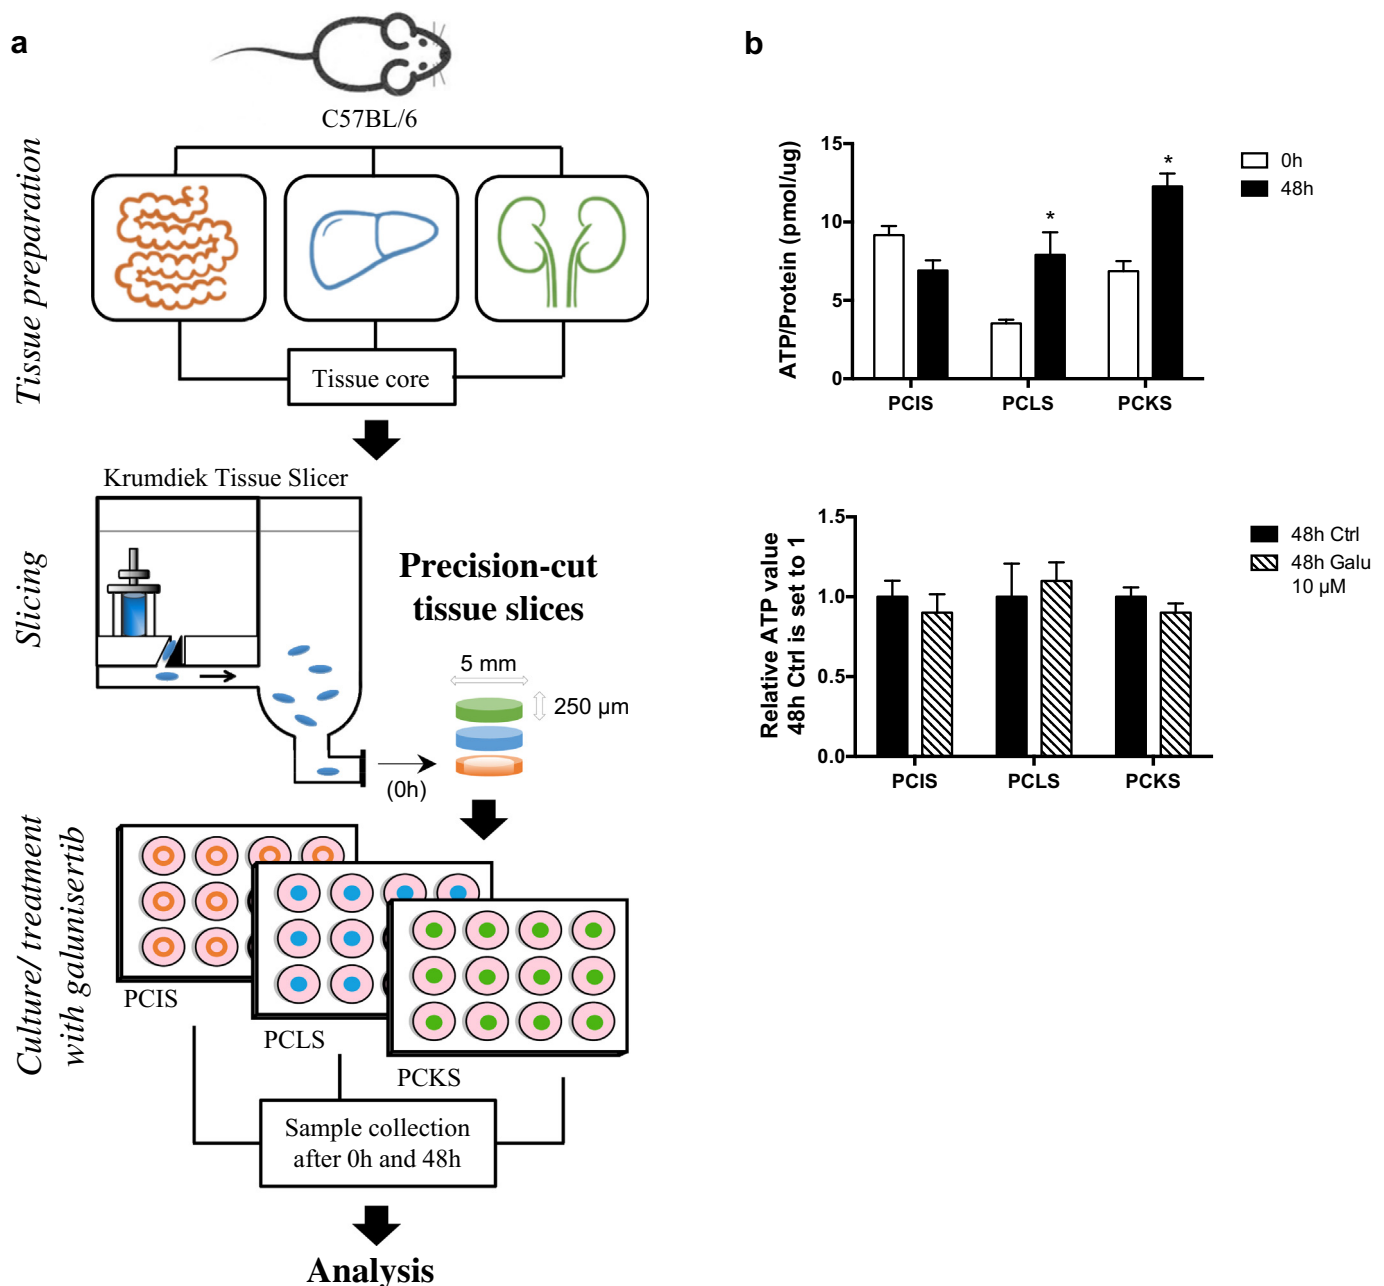 a
C57BL/6
Tissue preparation
Tissue core
Krumdiek Tissue Slicer
Slicing
Precision-cut
tissue slices
5 mm
250 µm
(0h)
Culture/ treatment
with galunisertib
PCIS
PCLS
PCKS
Sample collection
after 0h and 48h
Analysis
b
ATP/Protein (pmol/ug)
15
10
5
0
*
*
PCIS PCLS PCKS
0h
48h
Relative ATP value
48h Ctrl is set to 1
1.5
1.0
0.5
0.0
PCIS PCLS PCKS
48h Ctrl
48h Galu
10 µM